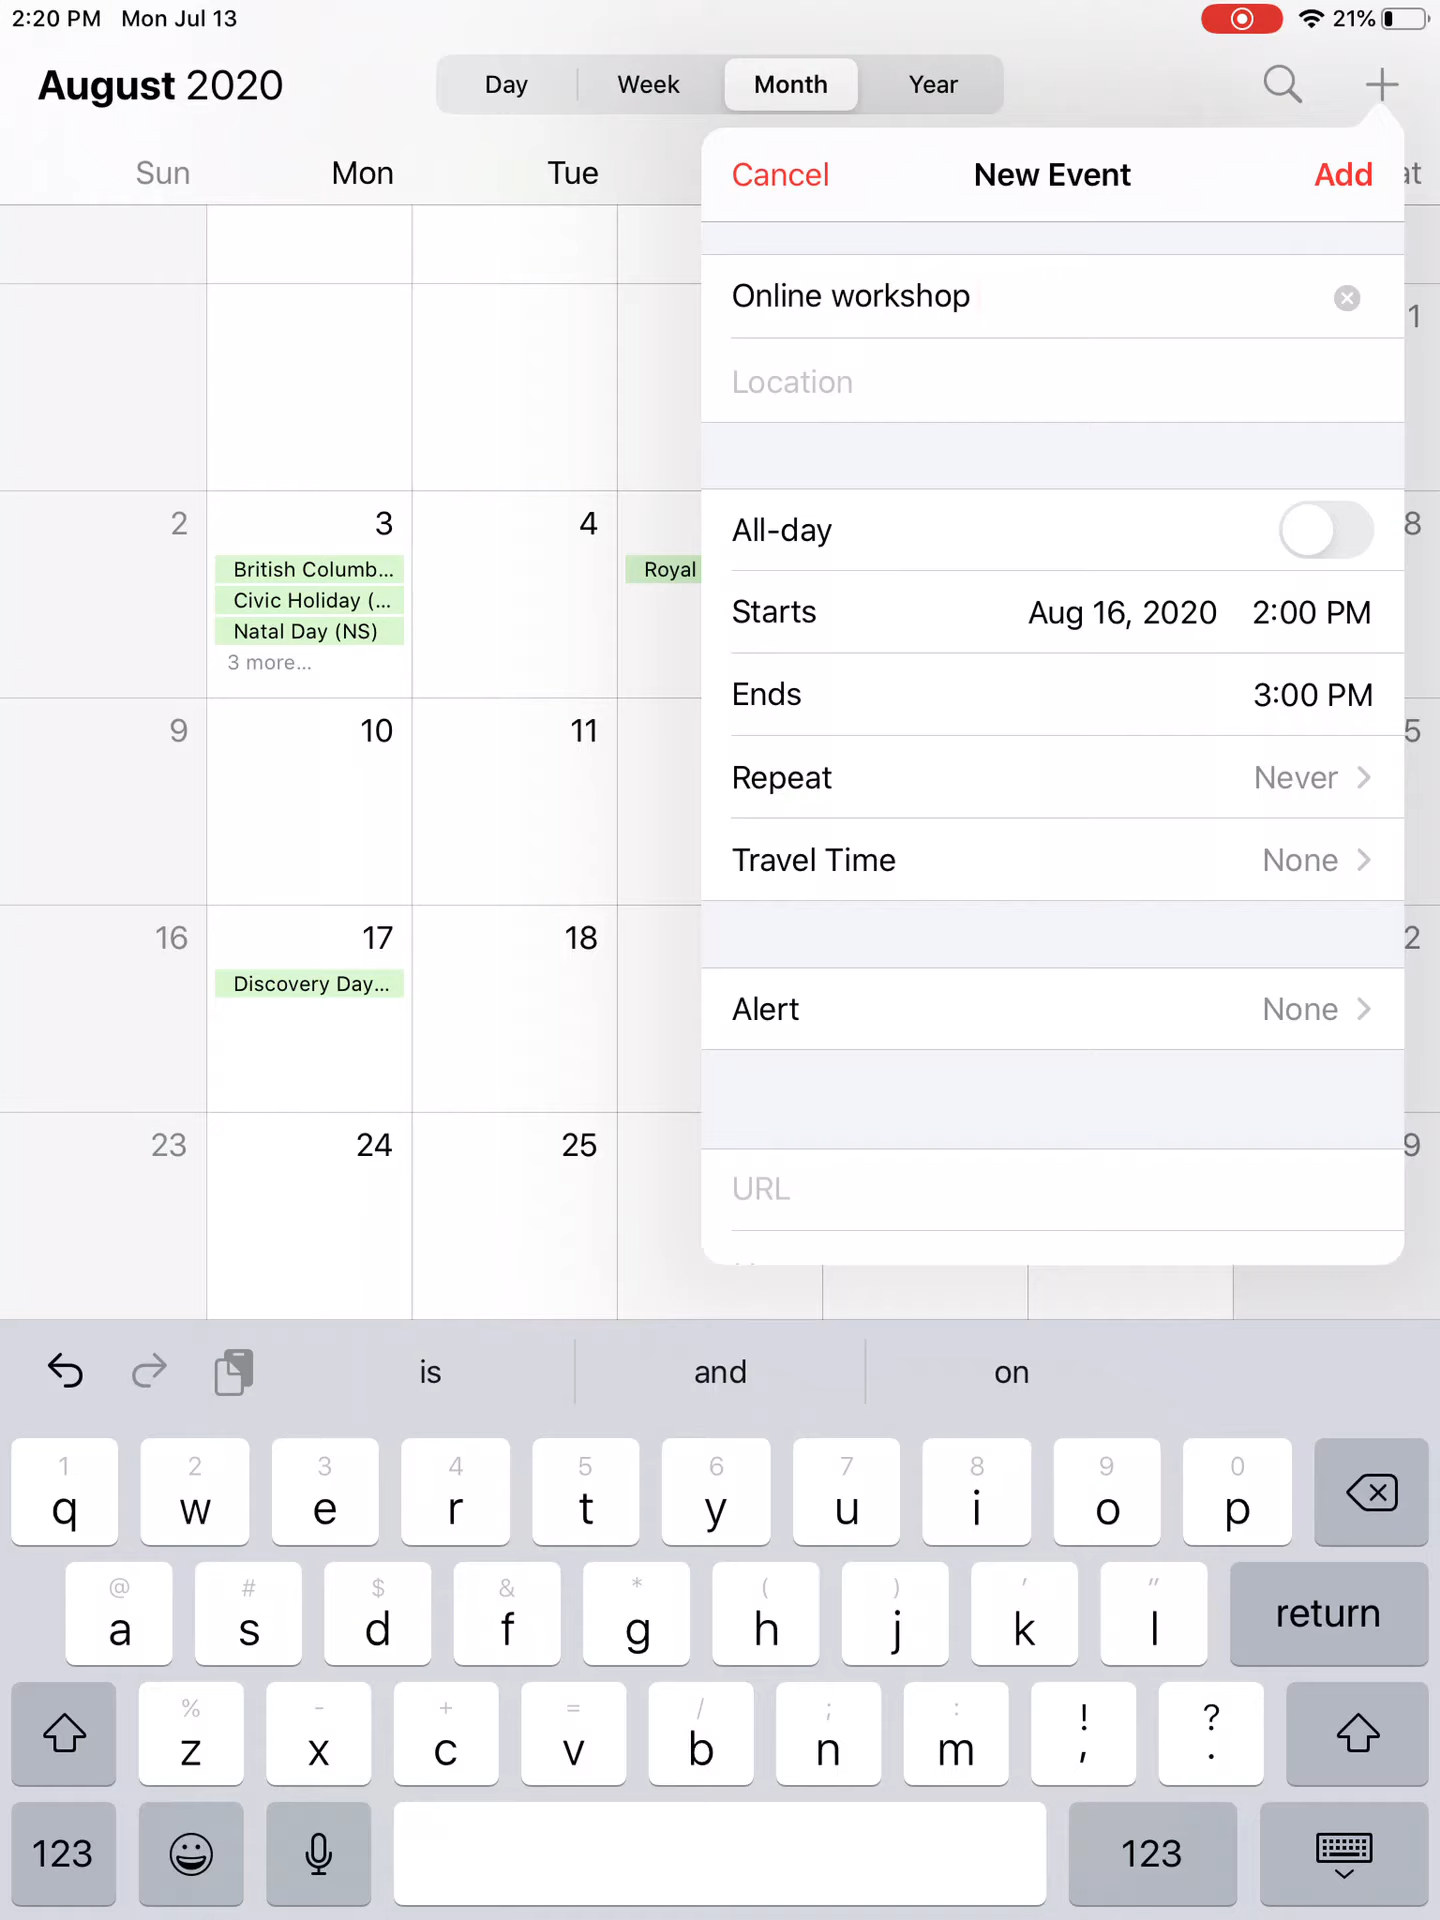 2:20 PM Mon Jul 13
21%
August 2020
Day Week Month Year
Sun Mon Tue
Cancel New Event Add
at
Online workshop
1
Location
2 3 4
8
British Columb...
Civic Holiday (...
Natal Day (NS)
3 more...
Royal
All-day
Starts Aug 16, 2020 2:00 PM
Ends 3:00 PM
9 10 11
5
Repeat Never
Travel Time None
16 17 18
2
Discovery Day...
Alert None
23 24 25
9
URL
is and on
1 2 3 4 5 6 7 8 9 0
q w e r t y u i o p
@ # $ & * ( ) ' "
a s d f g h j k l return
% - + = / ; : ! ?
z x c v b n m , .
123 123